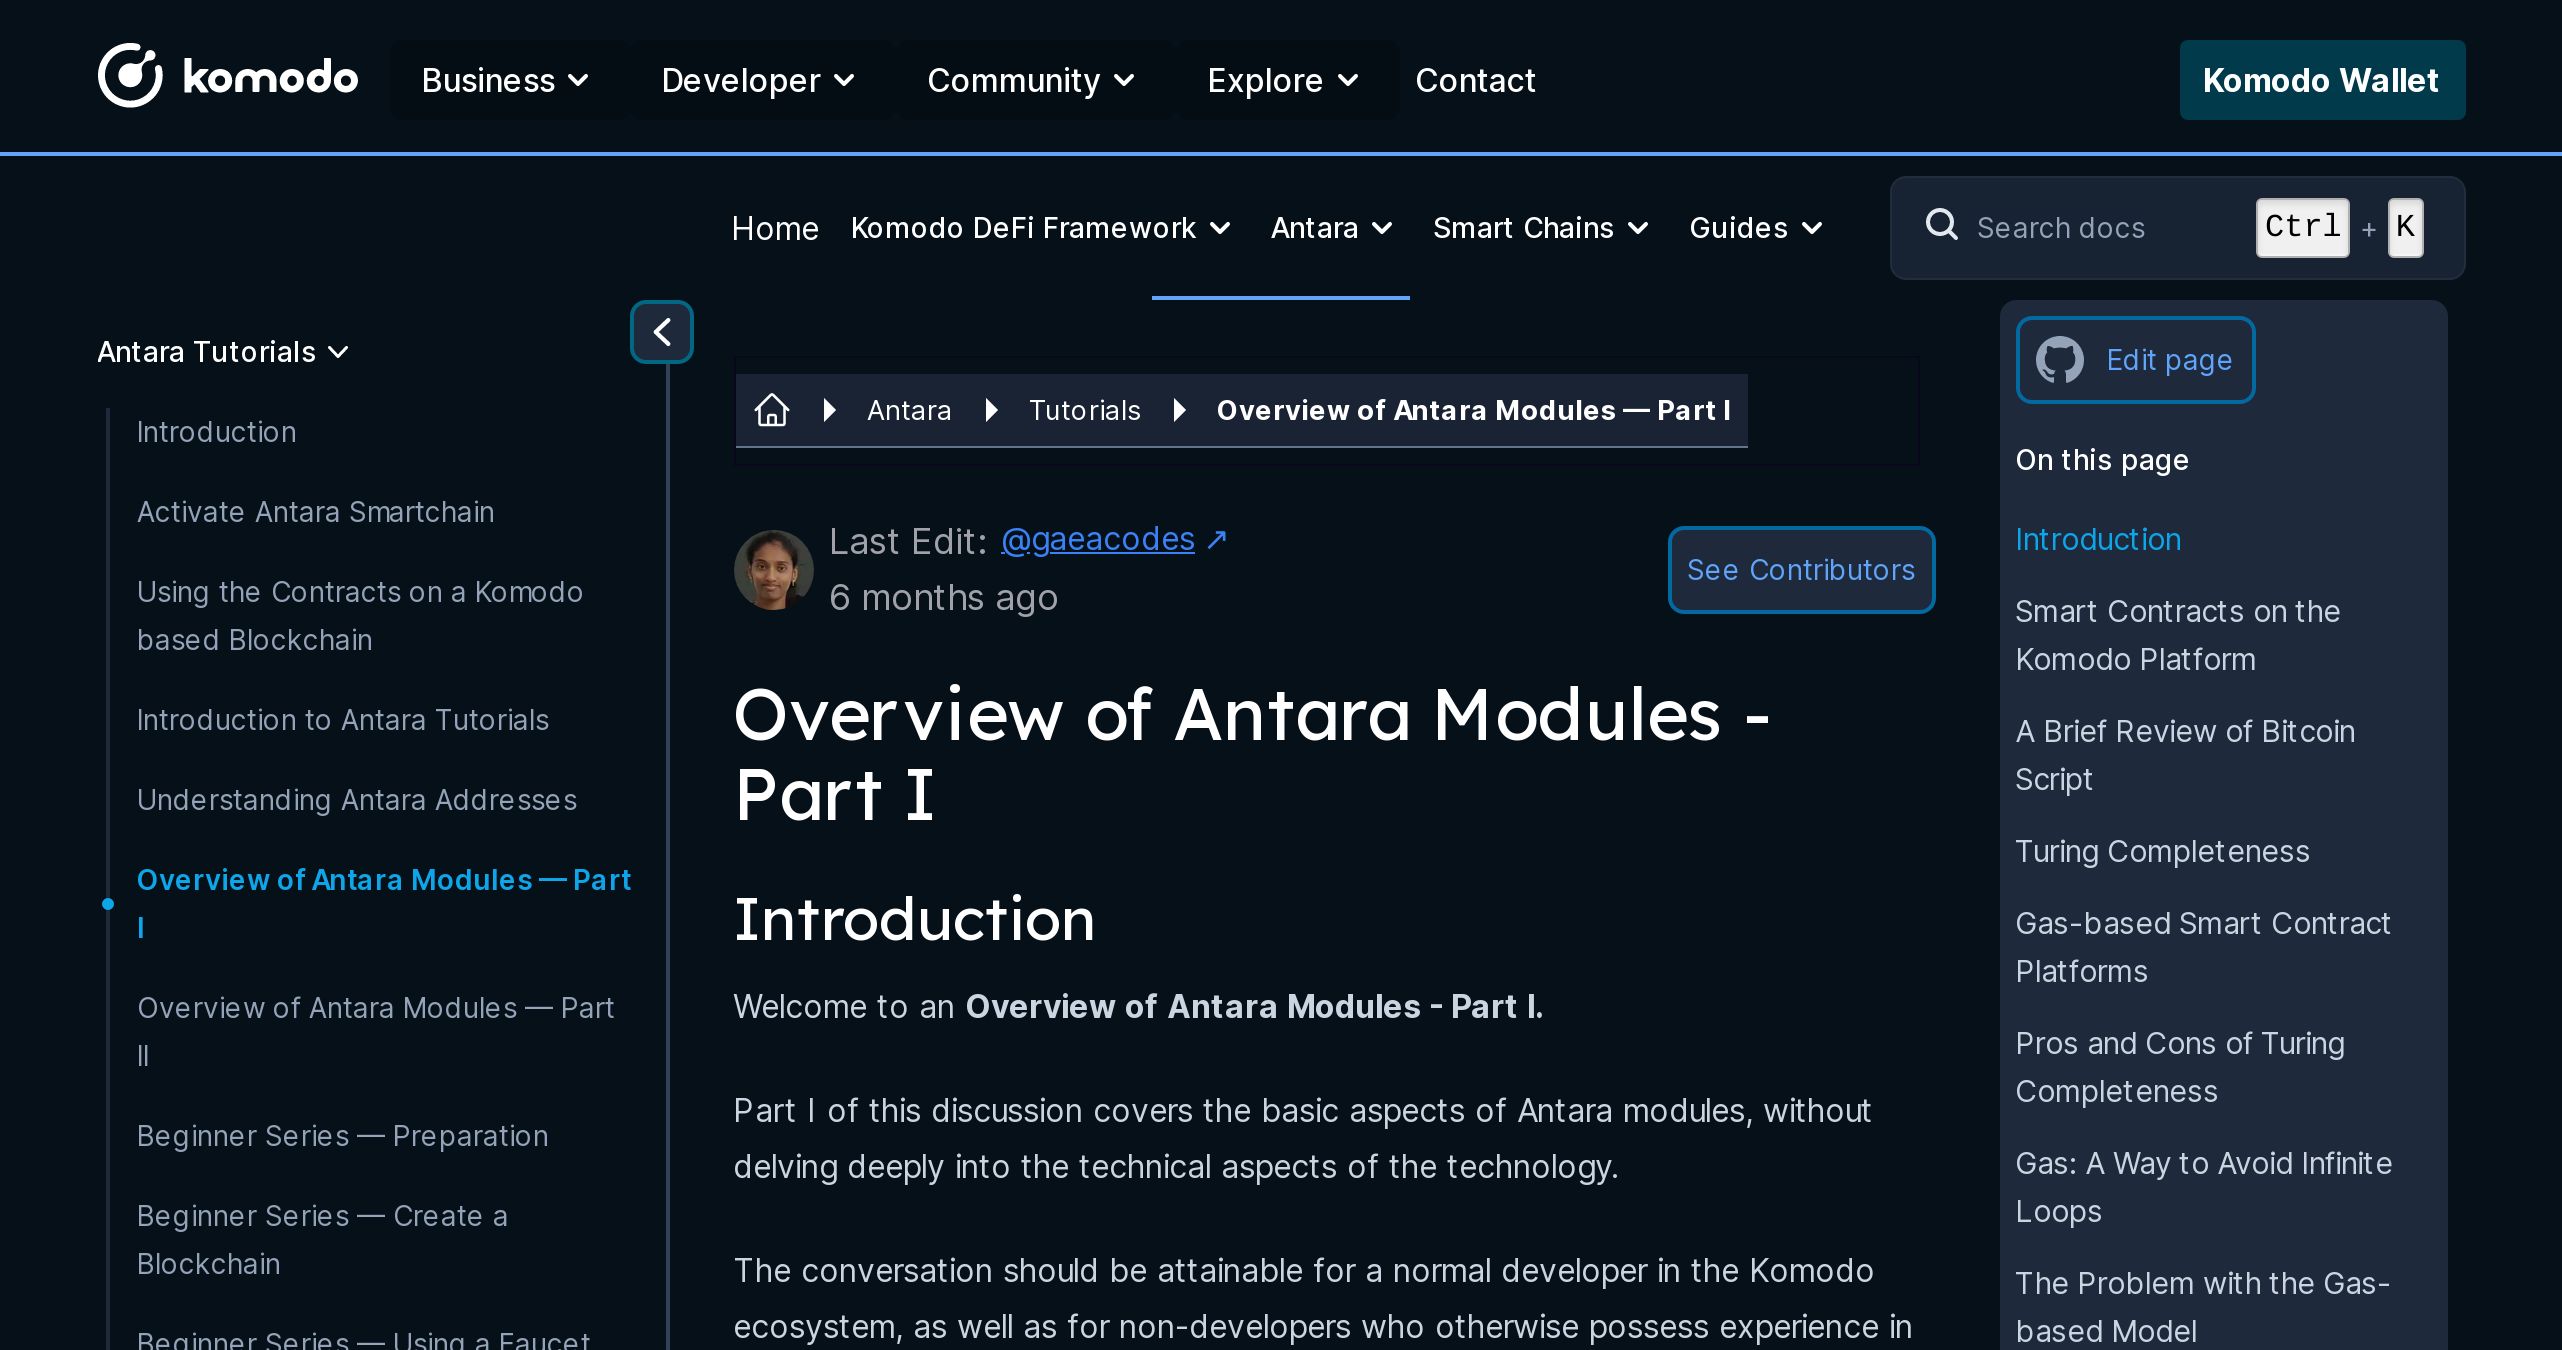 komodo
Business
Developer
Community
Explore
Contact
Komodo Wallet
Home
Komodo DeFi Framework
Antara
Smart Chains
Guides
Search docs
Ctrl + K
Antara Tutorials
Introduction
Activate Antara Smartchain
Using the Contracts on a Komodo
based Blockchain
Introduction to Antara Tutorials
Understanding Antara Addresses
Overview of Antara Modules — Part
I
Overview of Antara Modules — Part
II
Beginner Series — Preparation
Beginner Series — Create a
Blockchain
Beginner Series — Using a Faucet
Antara
Tutorials
Overview of Antara Modules — Part I
Last Edit: @gaeacodes ↗
6 months ago
See Contributors
Overview of Antara Modules -
Part I
Introduction
Welcome to an Overview of Antara Modules - Part I.
Part I of this discussion covers the basic aspects of Antara modules, without
delving deeply into the technical aspects of the technology.
The conversation should be attainable for a normal developer in the Komodo
ecosystem, as well as for non-developers who otherwise possess experience in
Edit page
On this page
Introduction
Smart Contracts on the
Komodo Platform
A Brief Review of Bitcoin
Script
Turing Completeness
Gas-based Smart Contract
Platforms
Pros and Cons of Turing
Completeness
Gas: A Way to Avoid Infinite
Loops
The Problem with the Gas-
based Model